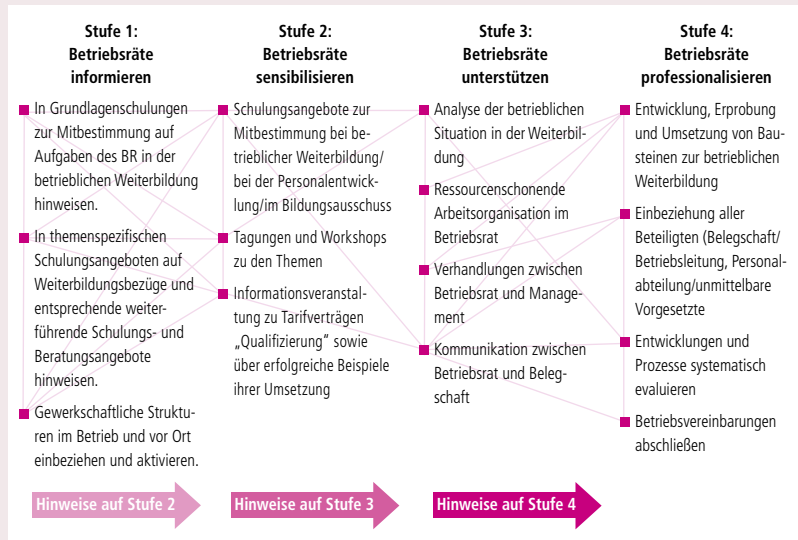 Stufe 1:
Betriebsräte
informieren
In Grundlagenschulungen
zur Mitbestimmung auf
Aufgaben des BR in der
betrieblichen Weiterbildung
hinweisen.
In themenspezifischen
Schulungsangeboten auf
Weiterbildungsbezüge und
entsprechende weiter-
führende Schulungs- und
Beratungsangebote
hinweisen.
Gewerkschaftliche Struktu-
ren im Betrieb und vor Ort
einbeziehen und aktivieren.
Hinweise auf Stufe 2
Stufe 2:
Betriebsräte
sensibilisieren
Schulungsangebote zur
Mitbestimmung bei be-
trieblicher Weiterbildung/
bei der Personalentwick-
lung/im Bildungsausschuss
Tagungen und Workshops
zu den Themen
Informationsveranstal-
tung zu Tarifverträgen
„Qualifizierung" sowie
über erfolgreiche Beispiele
ihrer Umsetzung
Hinweise auf Stufe 3
Stufe 3:
Betriebsräte
unterstützen
Analyse der betrieblichen
Situation in der Weiterbil-
dung
Ressourcenschonende
Arbeitsorganisation im
Betriebsrat
Verhandlungen zwischen
Betriebsrat und Manage-
ment
Kommunikation zwischen
Betriebsrat und Beleg-
schaft
Hinweise auf Stufe 4
Stufe 4:
Betriebsräte
professionalisieren
Entwicklung, Erprobung
und Umsetzung von Bau-
steinen zur betrieblichen
Weiterbildung
Einbeziehung aller
Beteiligten (Belegschaft/
Betriebsleitung, Personal-
abteilung/unmittelbare
Vorgesetzte
Entwicklungen und
Prozesse systematisch
evaluieren
Betriebsvereinbarungen
abschließen